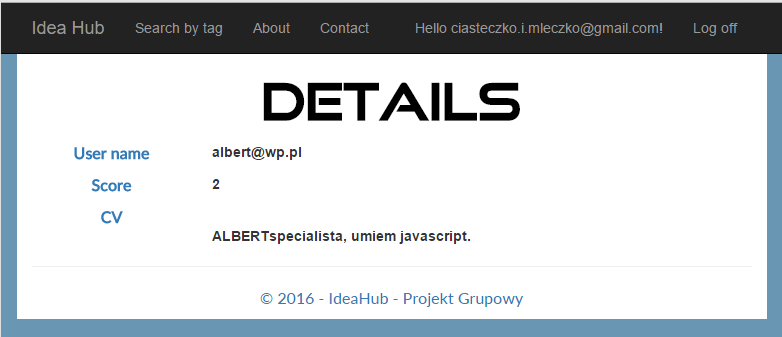 Idea Hub Search by tag About Contact Hello ciasteczko.i.mleczko@gmail.com! Log off
DETAILS
User name albert@wp.pl
Score 2
CV
ALBERTspecialista, umiem javascript.
© 2016 - IdeaHub - Projekt Grupowy